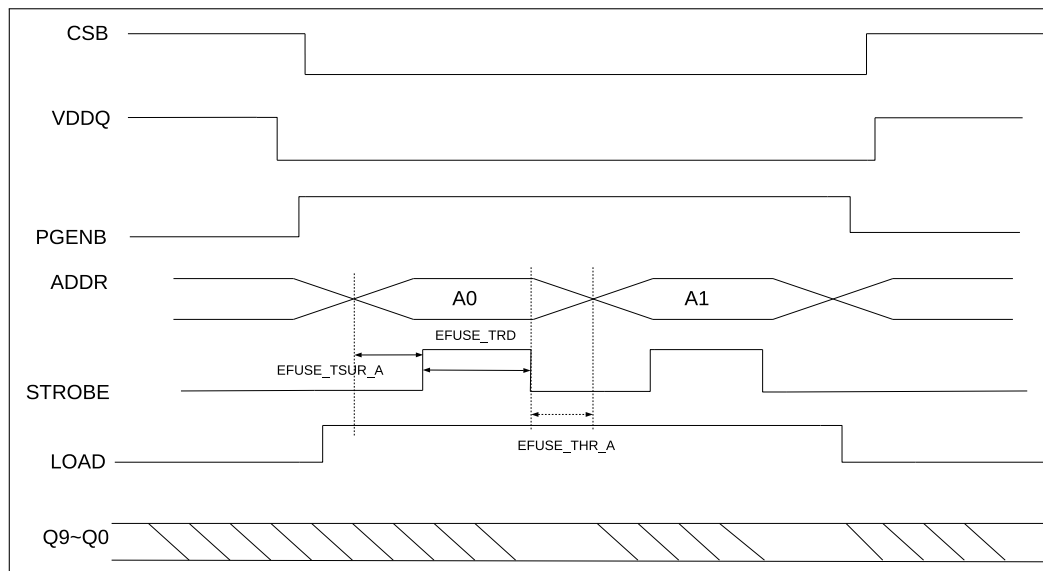 CSB
VDDQ
PGENB
ADDR
A0
A1
EFUSE_TRD
EFUSE_TSUR_A
STROBE
EFUSE_THR_A
LOAD
Q9~Q0